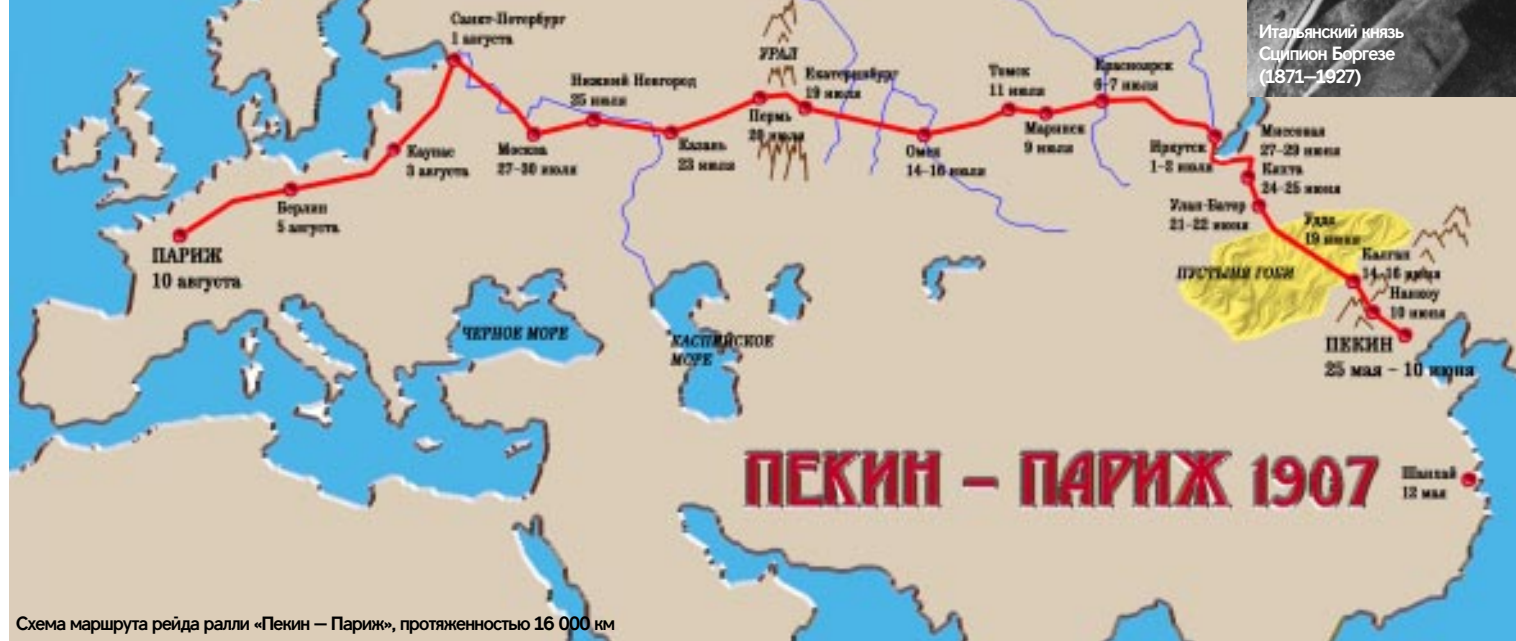 Санкт-Петербург
1 августа
УРАЛ
Итальянский князь
Сципион Боргезе
(1871—1927)
Нижний Новгород
25 июля
Екатеринбург
19 июля
Томск
11 июля
Красноярск
6-7 июля
Пермь
20 июля
Мариинск
9 июля
Каунас
3 августа
Москва
27-30 июля
Казань
23 июля
Омск
14-16 июля
Иркутск
1-2 июля
Миссовая
27-29 июня
Кяхта
24-25 июня
Берлин
5 августа
Улан-Батор
21-22 июня
Удда
19 июня
ПАРИЖ
10 августа
ПУСТЫНЯ ГОБИ
Калган
14-16 июня
Нанкоу
10 июня
ЧЕРНОЕ МОРЕ
КАСПИЙСКОЕ
МОРЕ
ПЕКИН
25 мая – 10 июня
ПЕКИН – ПАРИЖ 1907
Шанхай
12 мая
Схема маршрута рейда ралли «Пекин — Париж», протяженностью 16 000 км